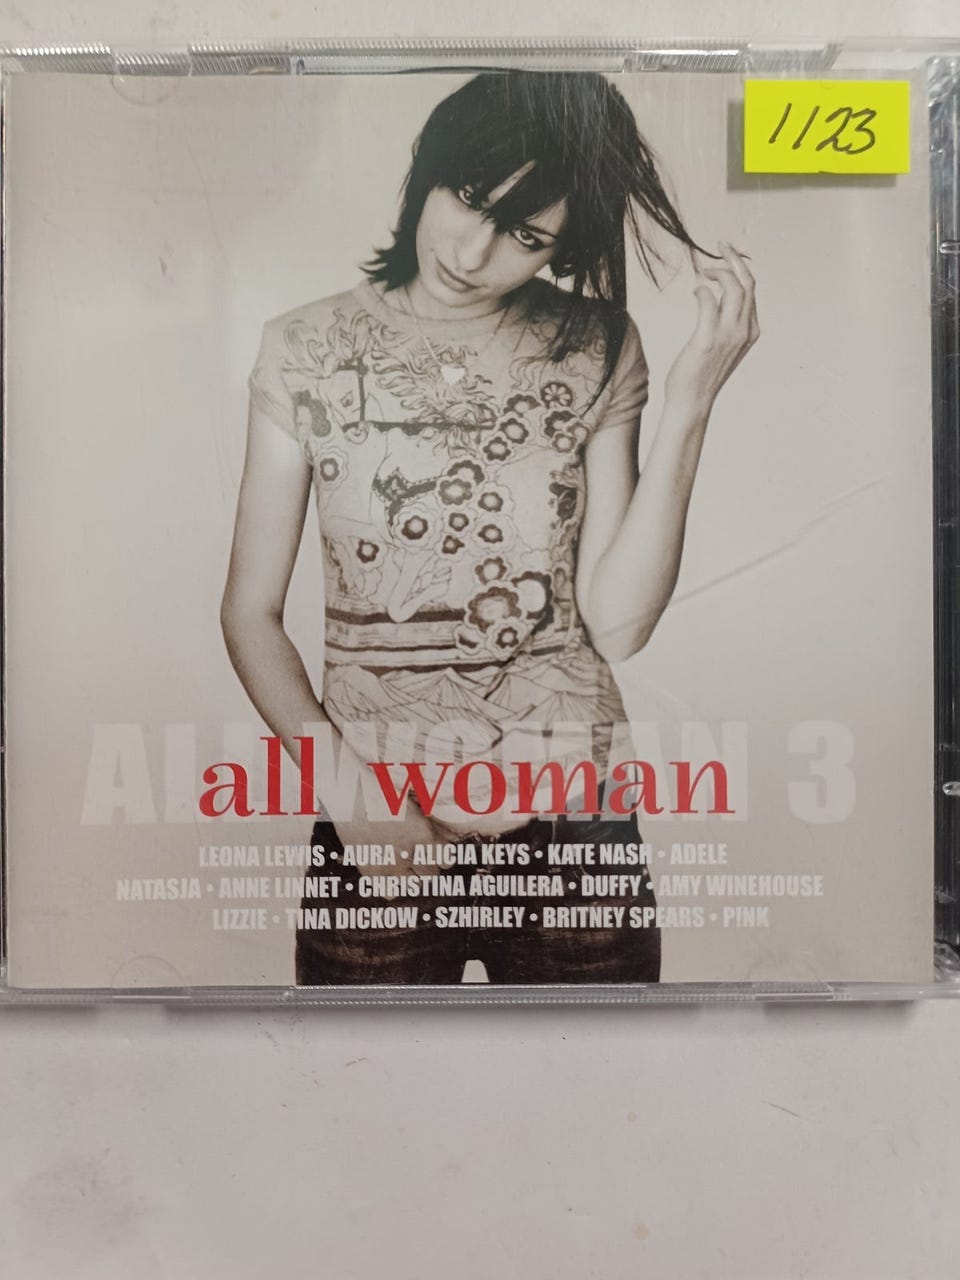 1123
ALL WOMAN 3
all woman
LEONA LEWIS • AURA • ALICIA KEYS • KATE NASH • ADELE
NATASJA • ANNE LINNET • CHRISTINA AGUILERA • DUFFY • AMY WINEHOUSE
LIZZIE • TINA DICKOW • SZHIRLEY • BRITNEY SPEARS • P!NK